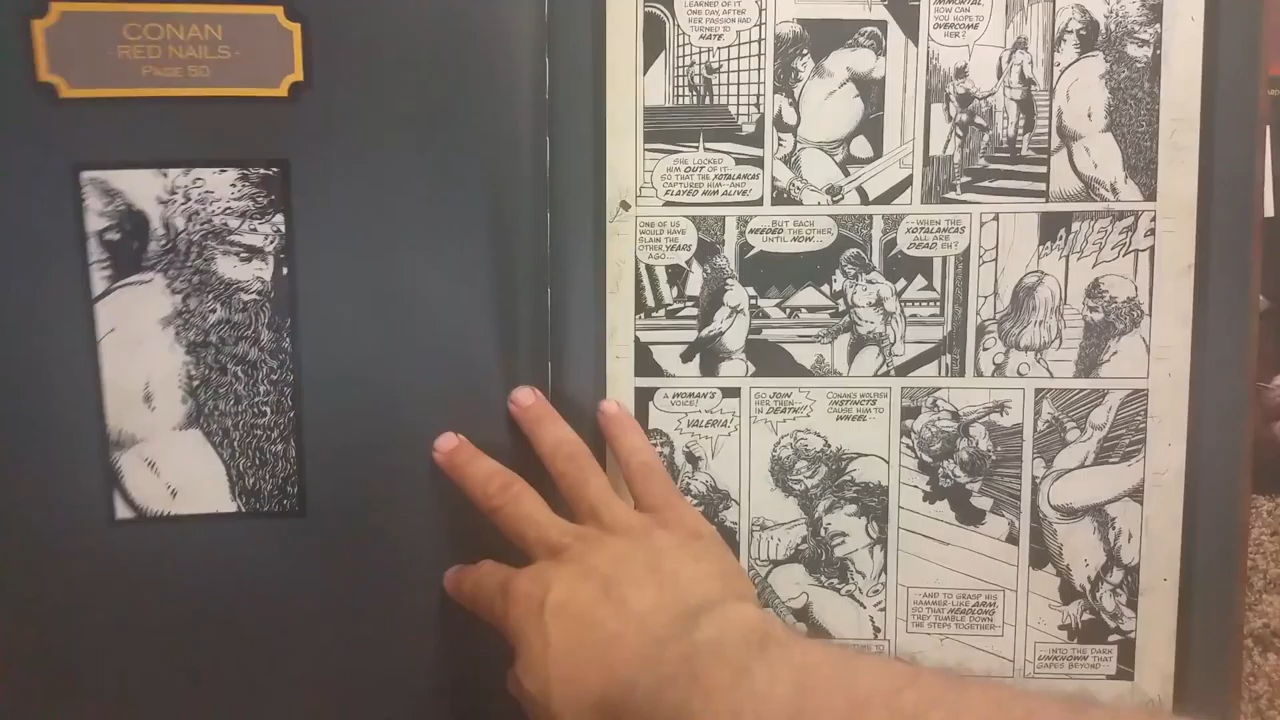 CONAN
-RED NAILS-
PAGE 50
LEARNED OF IT
ONE DAY, AFTER
HER PASSION HAD
TURNED TO
HATE.
SHE LOCKED
HIM OUT OF IT--
SO THAT THE XOTALANCAS
CAPTURED HIM--AND
FLAYED HIM ALIVE!
IMMORTAL,
HOW CAN
YOU HOPE TO
OVERCOME
HER?
ONE OF US
WOULD HAVE
SLAIN THE
OTHER, YEARS
AGO...
...BUT EACH
NEEDED THE OTHER,
UNTIL NOW...
--WHEN THE
XOTALANCAS
ALL ARE
DEAD, EH?
A WOMAN'S
VOICE!
VALERIA!
GO JOIN
HER THEN--
IN DEATH!!
CONAN'S WOLFISH
INSTINCTS
CAUSE HIM TO
WHEEL--
--AND TO GRASP HIS
HAMMER-LIKE ARM,
SO THAT HEADLONG
THEY TUMBLE DOWN
THE STEPS TOGETHER--
--INTO THE DARK
UNKNOWN THAT
GAPES BEYOND--